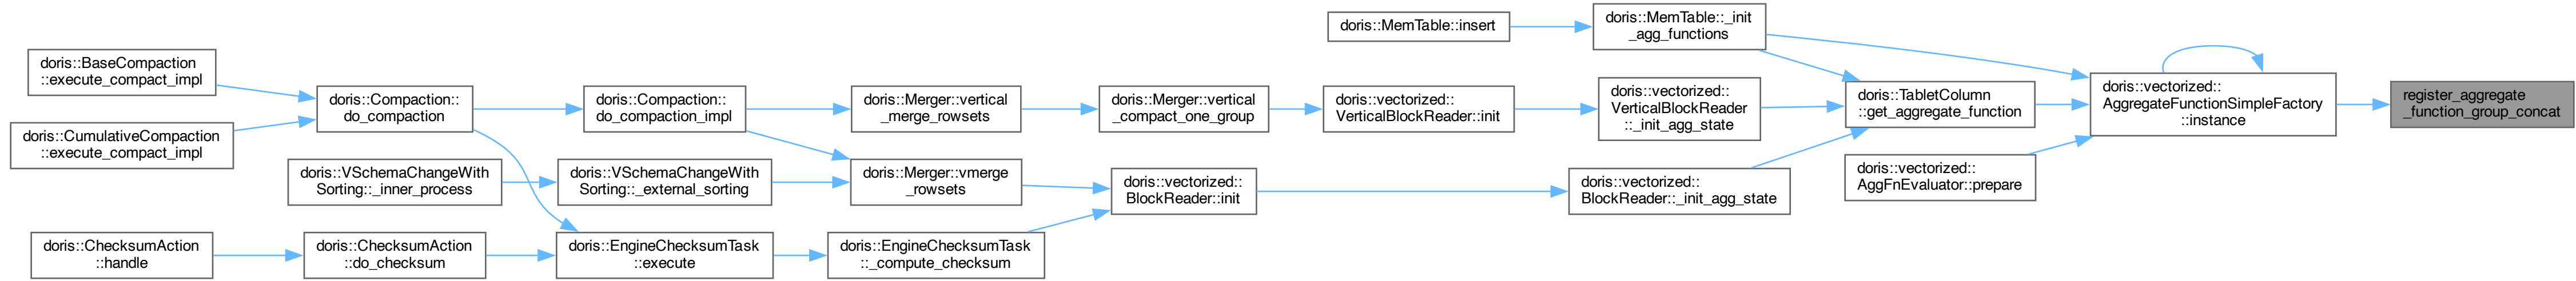 doris::BaseCompaction
::execute_compact_impl
doris::CumulativeCompaction
::execute_compact_impl
doris::Compaction::
do_compaction
doris::VSchemaChangeWith
Sorting::_inner_process
doris::ChecksumAction
::handle
doris::ChecksumAction
::do_checksum
doris::Compaction::
do_compaction_impl
doris::VSchemaChangeWith
Sorting::_external_sorting
doris::EngineChecksumTask
::execute
doris::Merger::vertical
_merge_rowsets
doris::Merger::vmerge
_rowsets
doris::EngineChecksumTask
::_compute_checksum
doris::Merger::vertical
_compact_one_group
doris::vectorized::
BlockReader::init
doris::MemTable::insert
doris::vectorized::
VerticalBlockReader::init
doris::MemTable::_init
_agg_functions
doris::vectorized::
VerticalBlockReader
::_init_agg_state
doris::vectorized::
BlockReader::_init_agg_state
doris::TabletColumn
::get_aggregate_function
doris::vectorized::
AggFnEvaluator::prepare
doris::vectorized::
AggregateFunctionSimpleFactory
::instance
register_aggregate
_function_group_concat